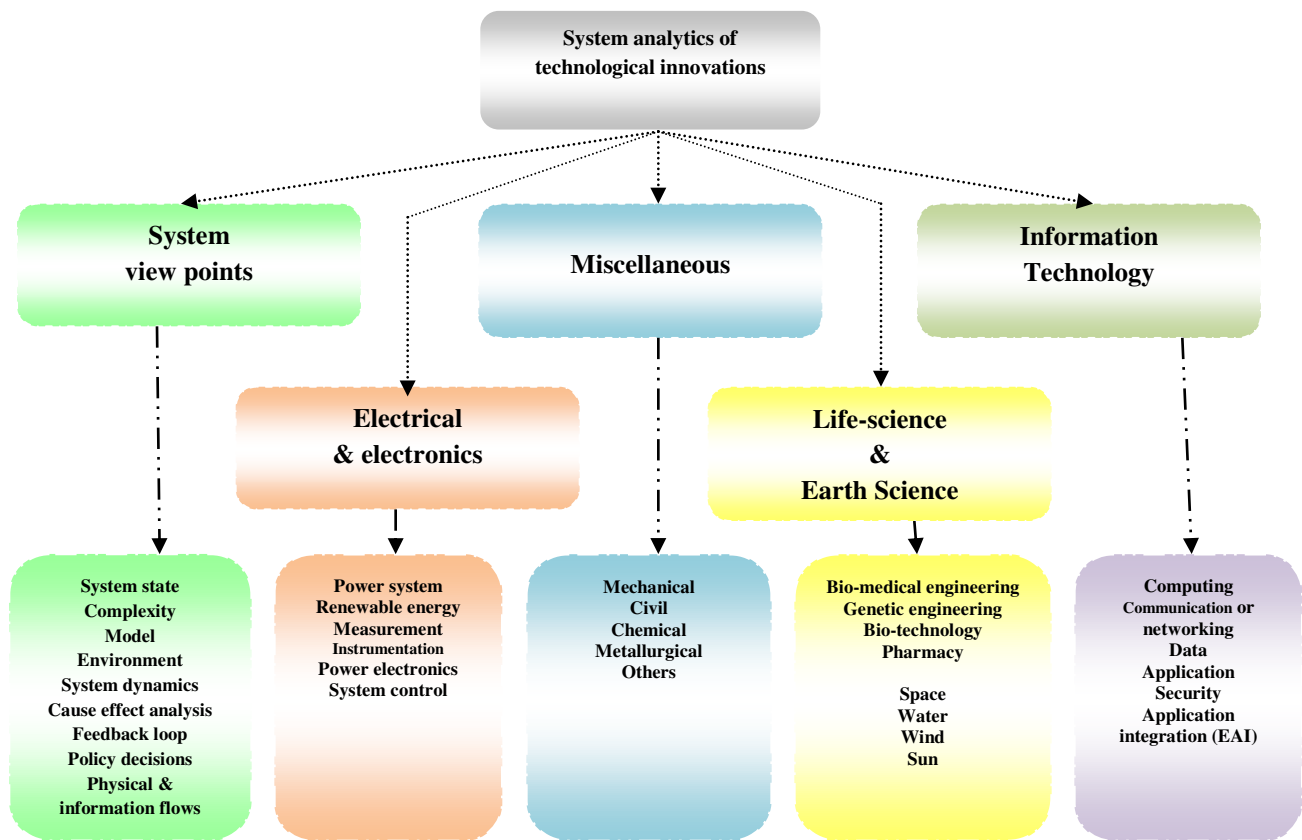 System analytics of
technological innovations
System
view points
Miscellaneous
Information
Technology
Electrical
& electronics
Life-science
&
Earth Science
System state
Complexity
Model
Environment
System dynamics
Cause effect analysis
Feedback loop
Policy decisions
Physical &
information flows
Power system
Renewable energy
Measurement
Instrumentation
Power electronics
System control
Mechanical
Civil
Chemical
Metallurgical
Others
Bio-medical engineering
Genetic engineering
Bio-technology
Pharmacy
Space
Water
Wind
Sun
Computing
Communication or
networking
Data
Application
Security
Application
integration (EAI)